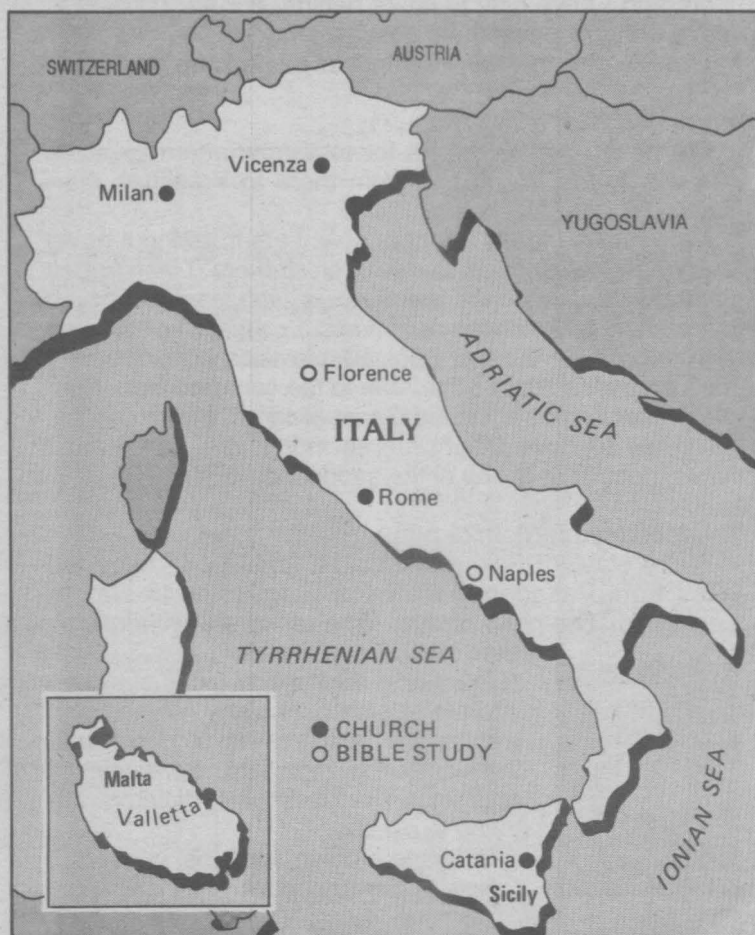 SWITZERLAND
AUSTRIA
Vicenza
Milan
YUGOSLAVIA
ADRIATIC SEA
Florence
ITALY
Rome
Naples
TYRRHENIAN SEA
CHURCH
BIBLE STUDY
Malta
Valletta
Catania
Sicily
IONIAN SEA